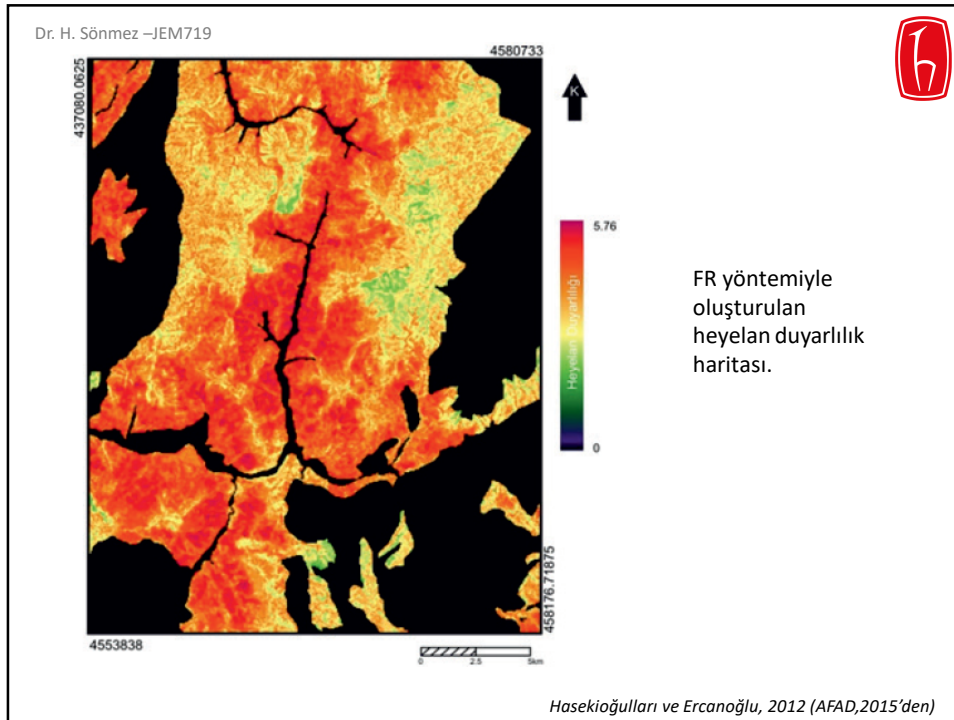 Dr. H. Sönmez –JEM719
4580733
437080.0625
K
5.76
Heyelan Duyarlılığı
0
FR yöntemiyle
oluşturulan
heyelan duyarlılık
haritası.
458176.71875
4553838
0 2.5 5km
Hasekioğulları ve Ercanoğlu, 2012 (AFAD,2015’den)